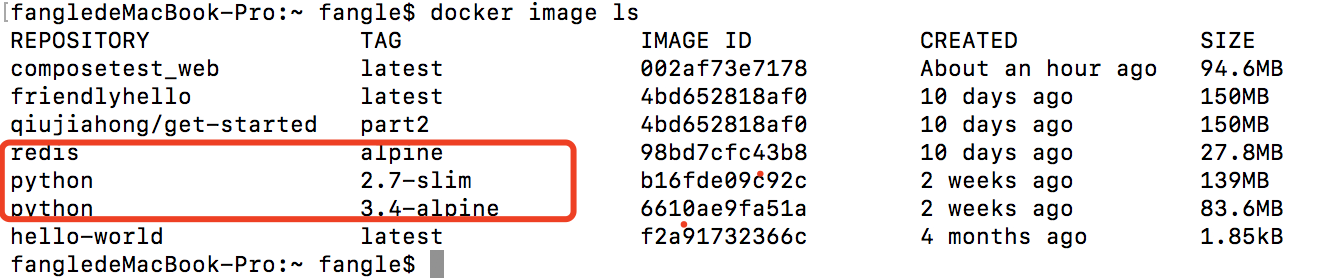 [fangledeMacBook-Pro:~ fangle$ docker image ls
REPOSITORY TAG IMAGE ID CREATED SIZE
composetest_web latest 002af73e7178 About an hour ago 94.6MB
friendlyhello latest 4bd652818af0 10 days ago 150MB
qiujiahong/get-started part2 4bd652818af0 10 days ago 150MB
redis alpine 98bd7cfc43b8 10 days ago 27.8MB
python 2.7-slim b16fde09c92c 2 weeks ago 139MB
python 3.4-alpine 6610ae9fa51a 2 weeks ago 83.6MB
hello-world latest f2a91732366c 4 months ago 1.85kB
fangledeMacBook-Pro:~ fangle$